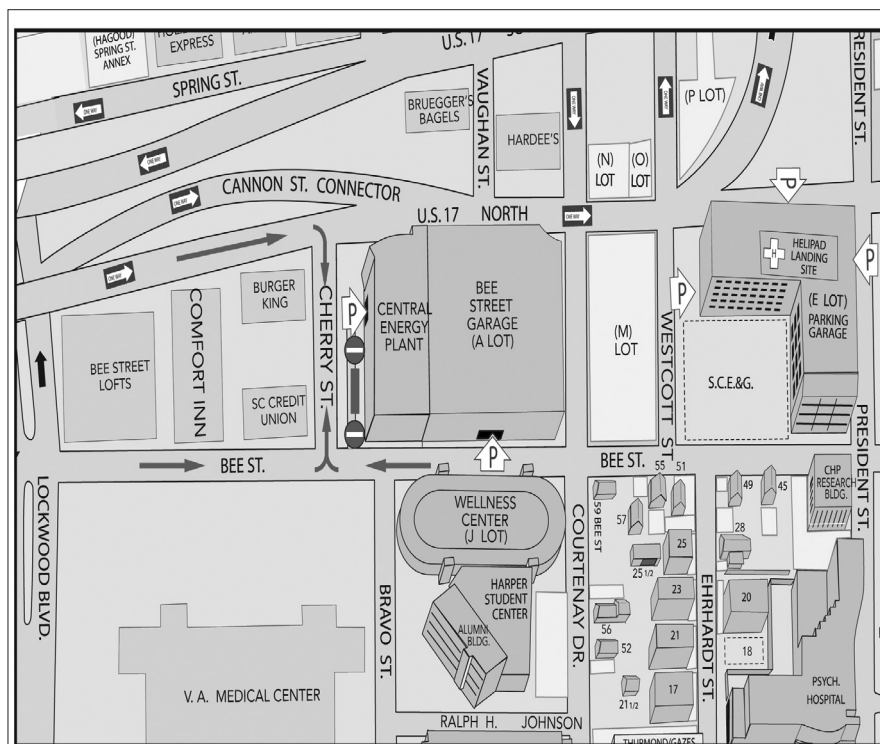 (HAGOOD)
SPRING ST.
ANNEX
EXPRESS
U.S. 17
SPRING ST.
VAUGHAN ST.
BRUEGGER'S
BAGELS
HARDEE'S
(P LOT)
PRESIDENT ST.
ONE WAY
ONE WAY
ONE WAY
ONE WAY
ONE WAY
ONE WAY
ONE WAY
ONE WAY
(N)
LOT
(O)
LOT
CANNON ST. CONNECTOR
U.S. 17 NORTH
P
H
HELIPAD
LANDING
SITE
P
(E LOT)
PARKING
GARAGE
P
BURGER
KING
CHERRY ST.
P
CENTRAL
ENERGY
PLANT
BEE
STREET
GARAGE
(A LOT)
(M)
LOT
WESTCOTT ST
S.C.E.&G.
BEE STREET
LOFTS
COMFORT INN
SC CREDIT
UNION
PRESIDENT ST.
BEE ST.
P
BEE ST.
55
51
LOCKWOOD BLVD.
WELLNESS
CENTER
(J LOT)
COURTENAY DR.
59 BEE ST
57
49
45
CHP
RESEARCH
BLDG.
28
25
25 1/2
BRAVO ST.
HARPER
STUDENT
CENTER
ALUMNI
BLDG.
23
EHRHARDT ST.
20
56
52
21
18
V. A. MEDICAL CENTER
21 1/2
17
PSYCH.
HOSPITAL
RALPH H. JOHNSON
THURMOND/GAZES